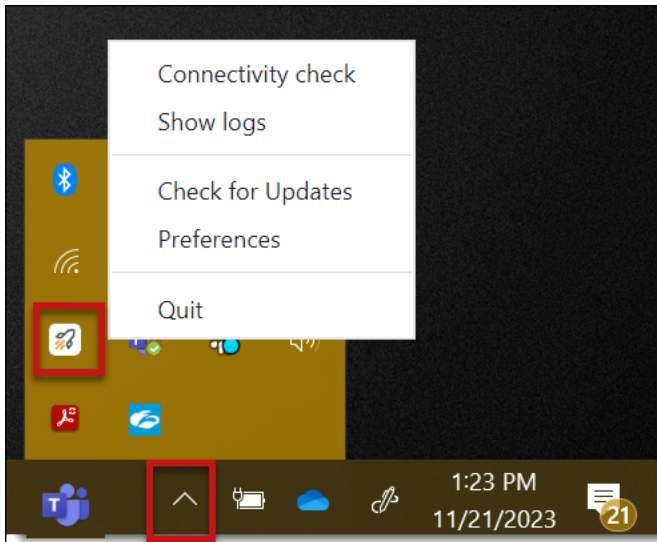 Connectivity check
Show logs
Check for Updates
Preferences
Quit
T
1:23 PM
11/21/2023
21